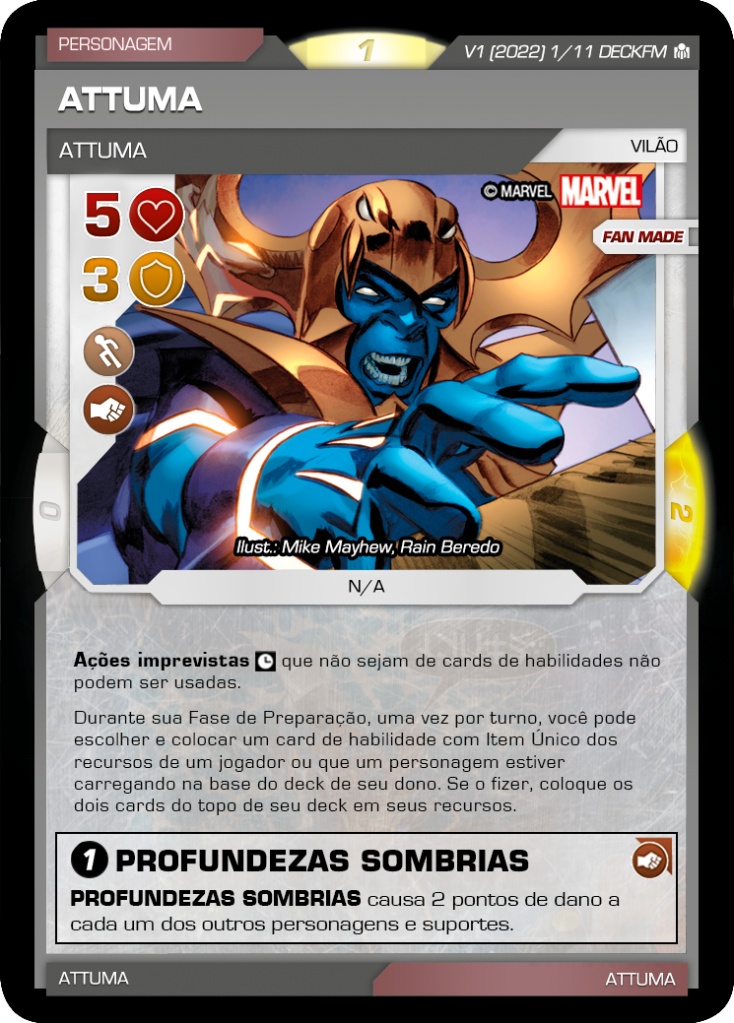 PERSONAGEM
1
V1 (2022) 1/11 DECKFM
ATTUMA
ATTUMA
VILÃO
© MARVEL MARVEL
5
FAN MADE
3
0
2
Ilust.: Mike Mayhew, Rain Beredo
N/A
Ações imprevistas que não sejam de cards de habilidades não
podem ser usadas.
Durante sua Fase de Preparação, uma vez por turno, você pode
escolher e colocar um card de habilidade com Item Único dos
recursos de um jogador ou que um personagem estiver
carregando na base do deck de seu dono. Se o fizer, coloque os
dois cards do topo de seu deck em seus recursos.
1 PROFUNDEZAS SOMBRIAS
PROFUNDEZAS SOMBRIAS causa 2 pontos de dano a
cada um dos outros personagens e suportes.
ATTUMA
ATTUMA